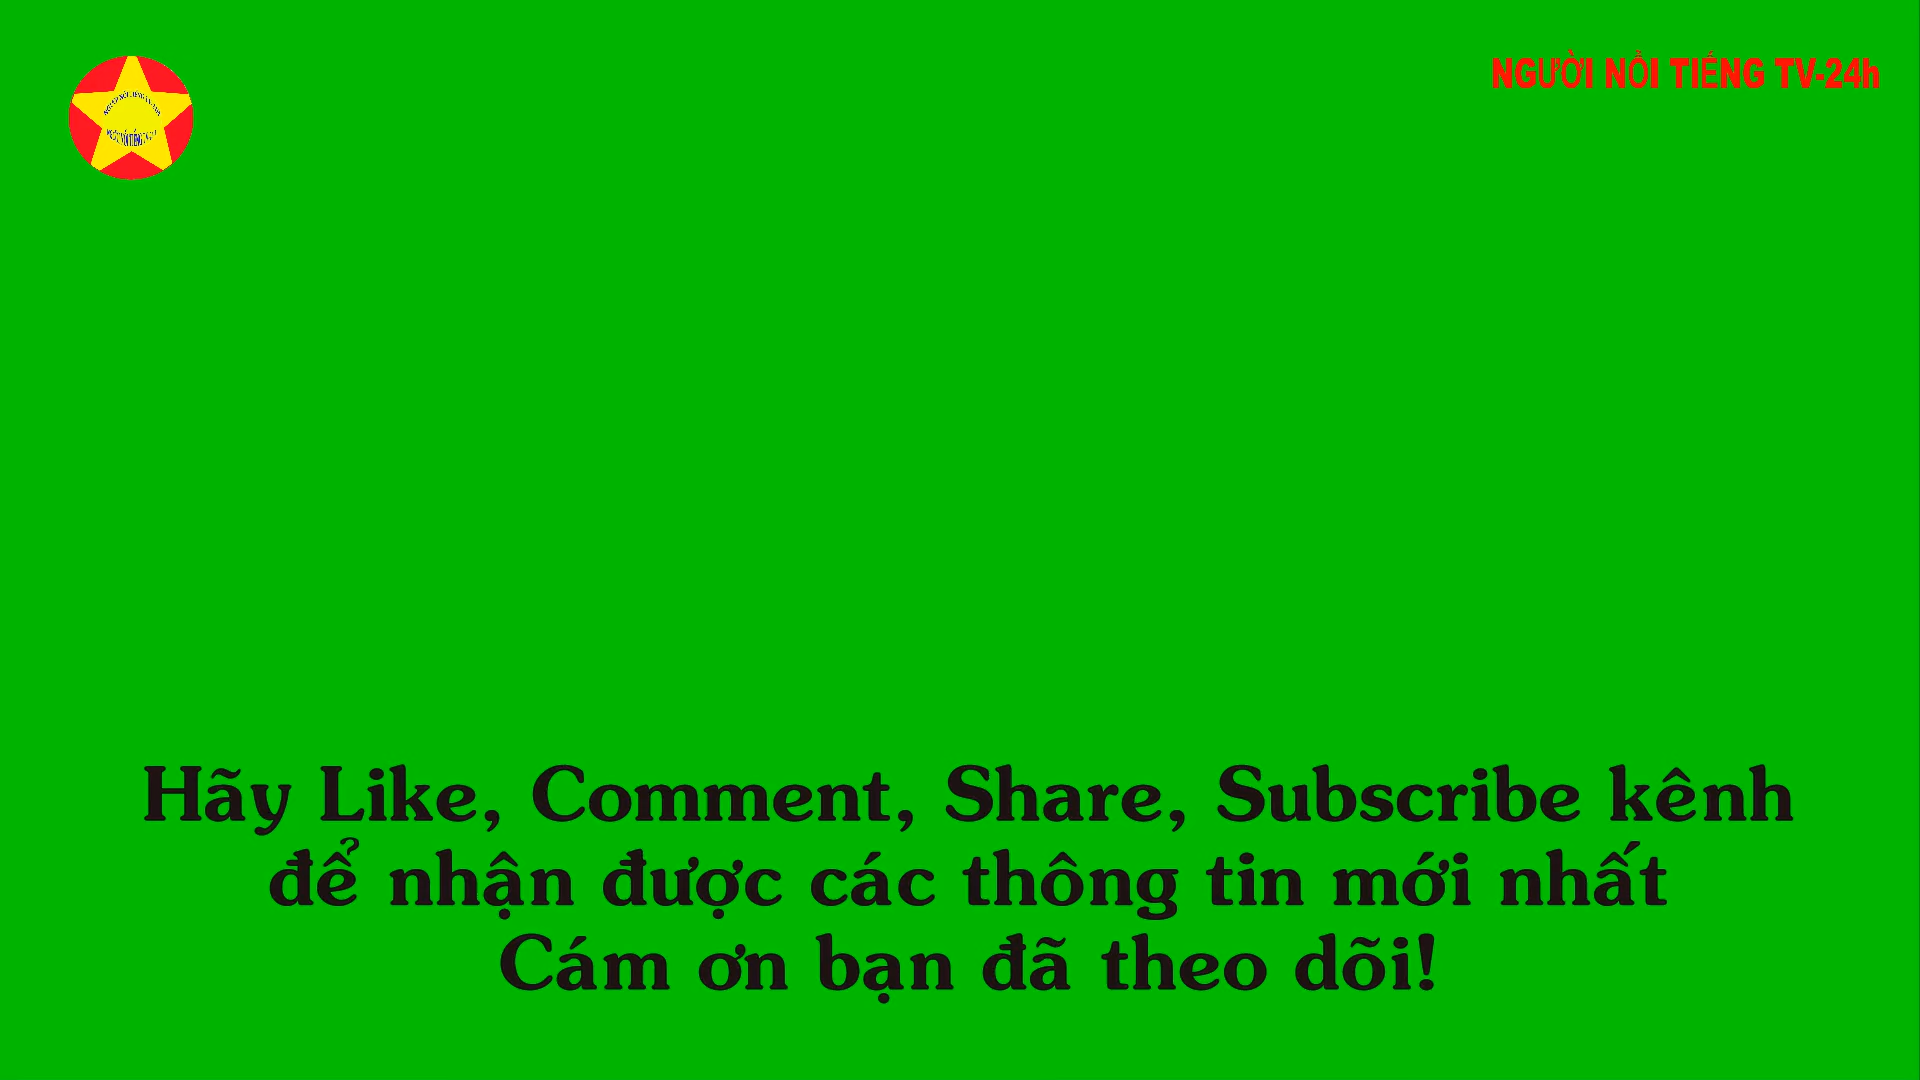 NGƯỜI NỔI TIẾNG TV-24h
Hãy Like, Comment, Share, Subscribe kênh
để nhận được các thông tin mới nhất
Cám ơn bạn đã theo dõi!